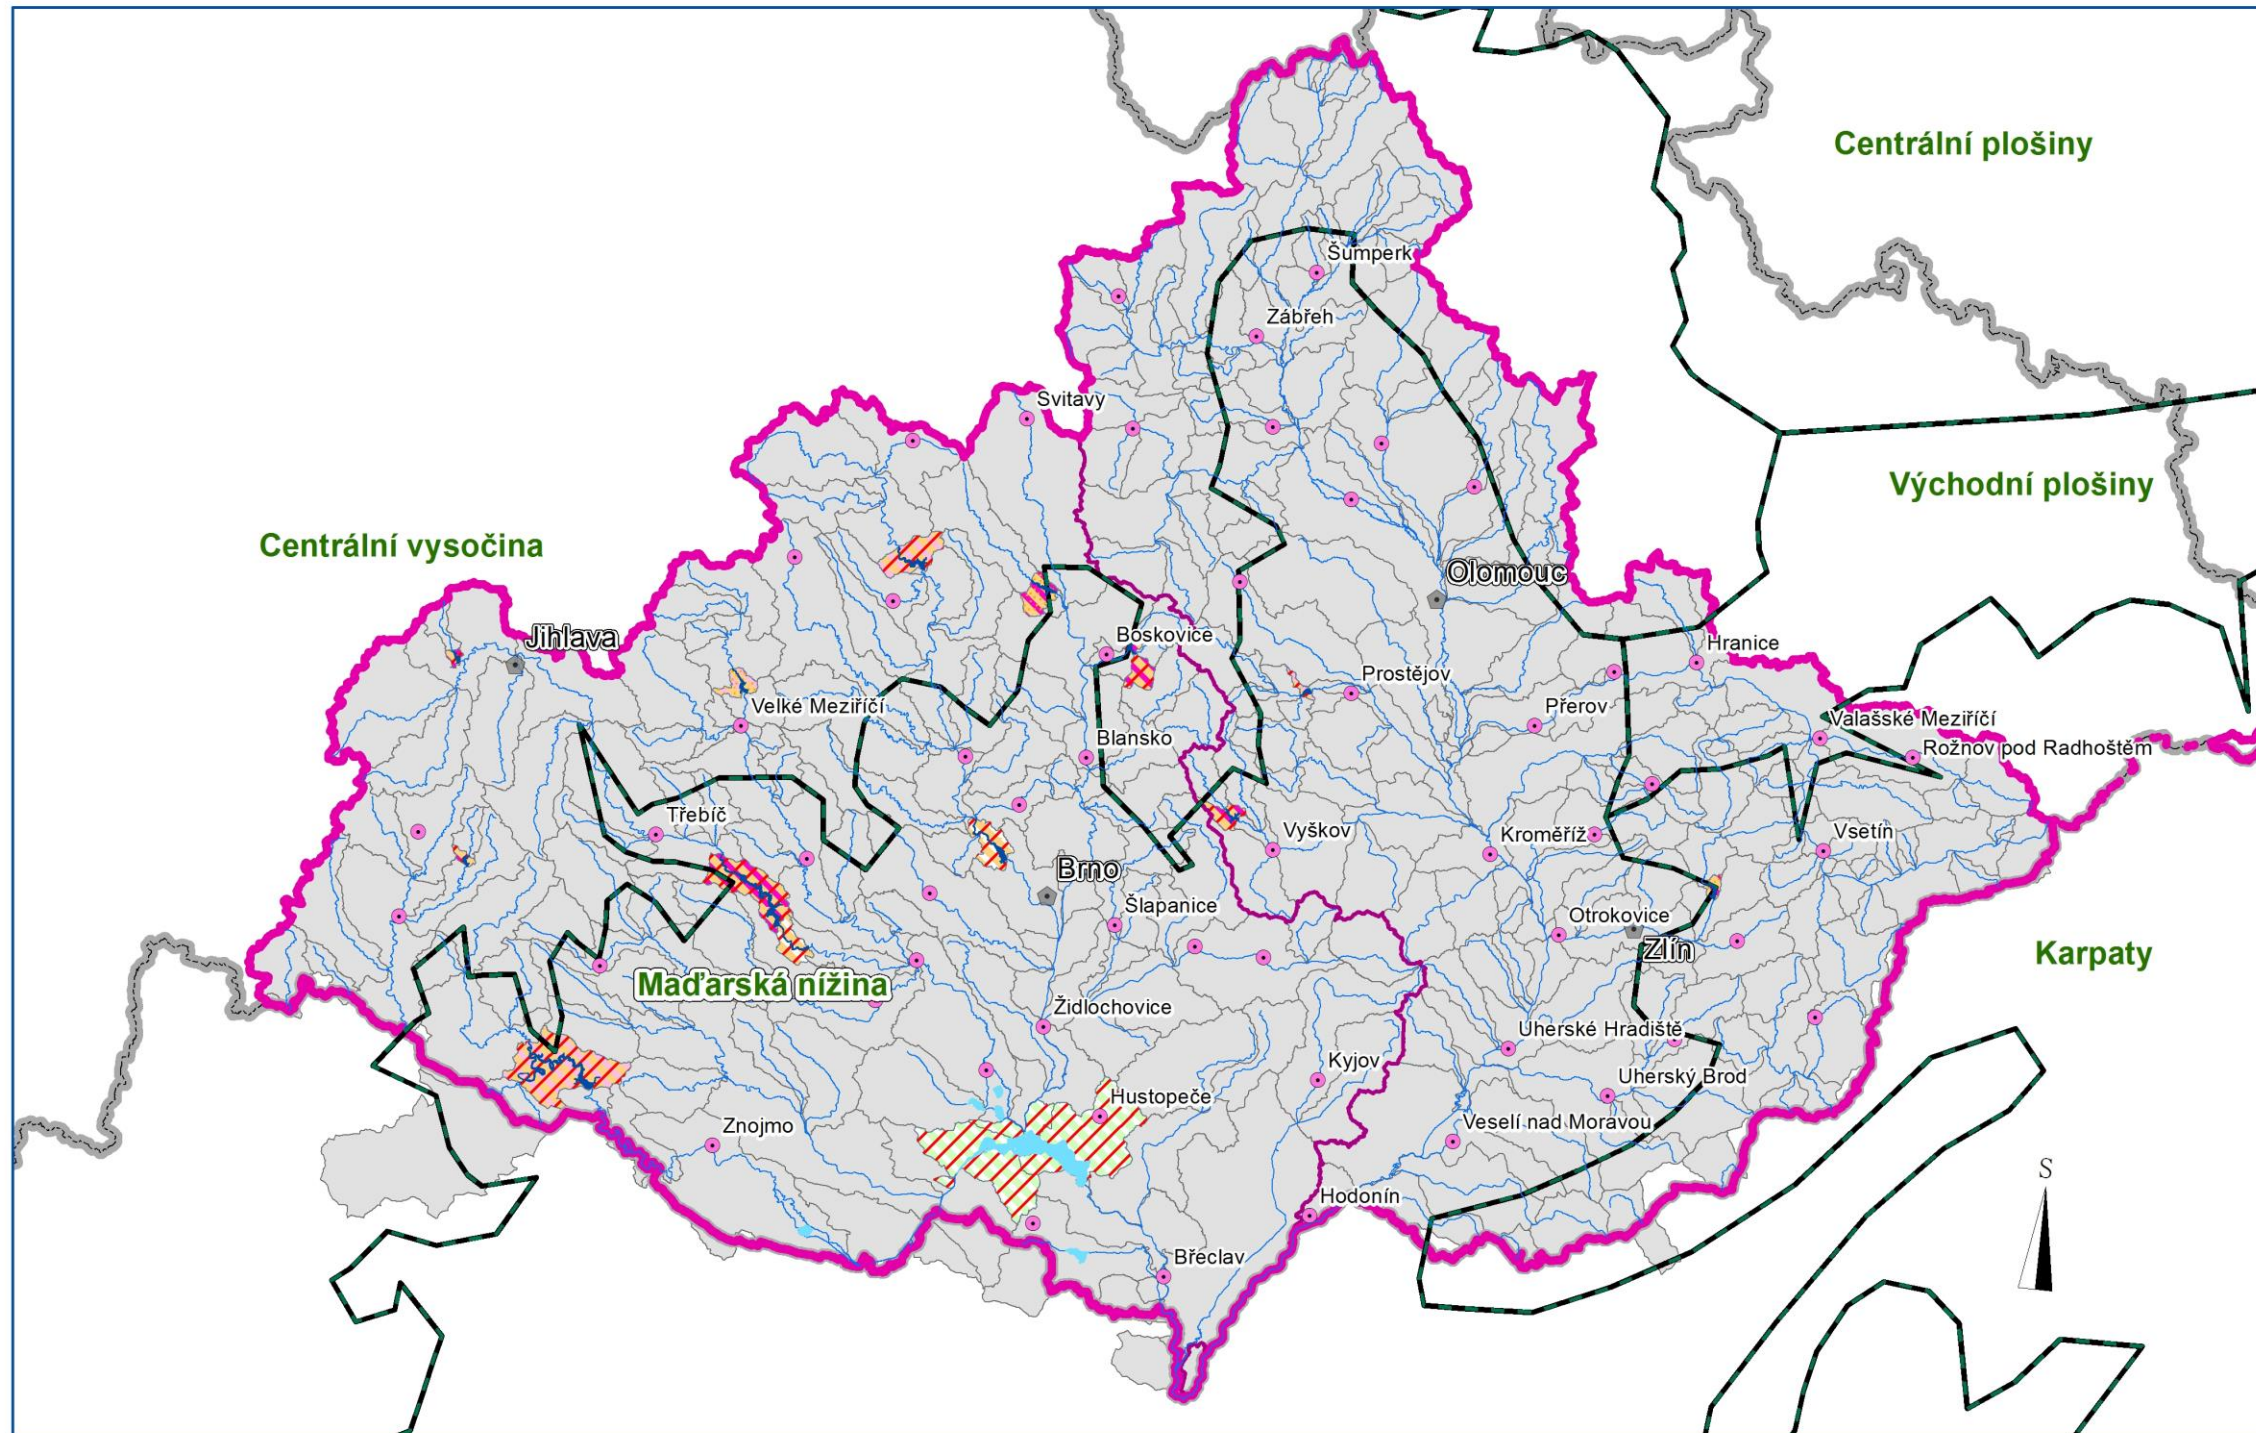 Centrální plošiny
Šumperk
Zábřeh
Svitavy
Východní plošiny
Centrální vysočina
Olomouc
Jihlava
Boskovice
Hranice
Prostějov
Velké Meziříčí
Přerov
Valašské Meziříčí
Blansko
Rožnov pod Radhoštěm
Třebíč
Vyškov
Kroměříž
Vsetín
Brno
Šlapanice
Otrokovice
Zlín
Karpaty
Maďarská nížina
Židlochovice
Uherské Hradiště
Kyjov
Uherský Brod
Hustopeče
Znojmo
Veselí nad Moravou
S
Hodonín
Břeclav